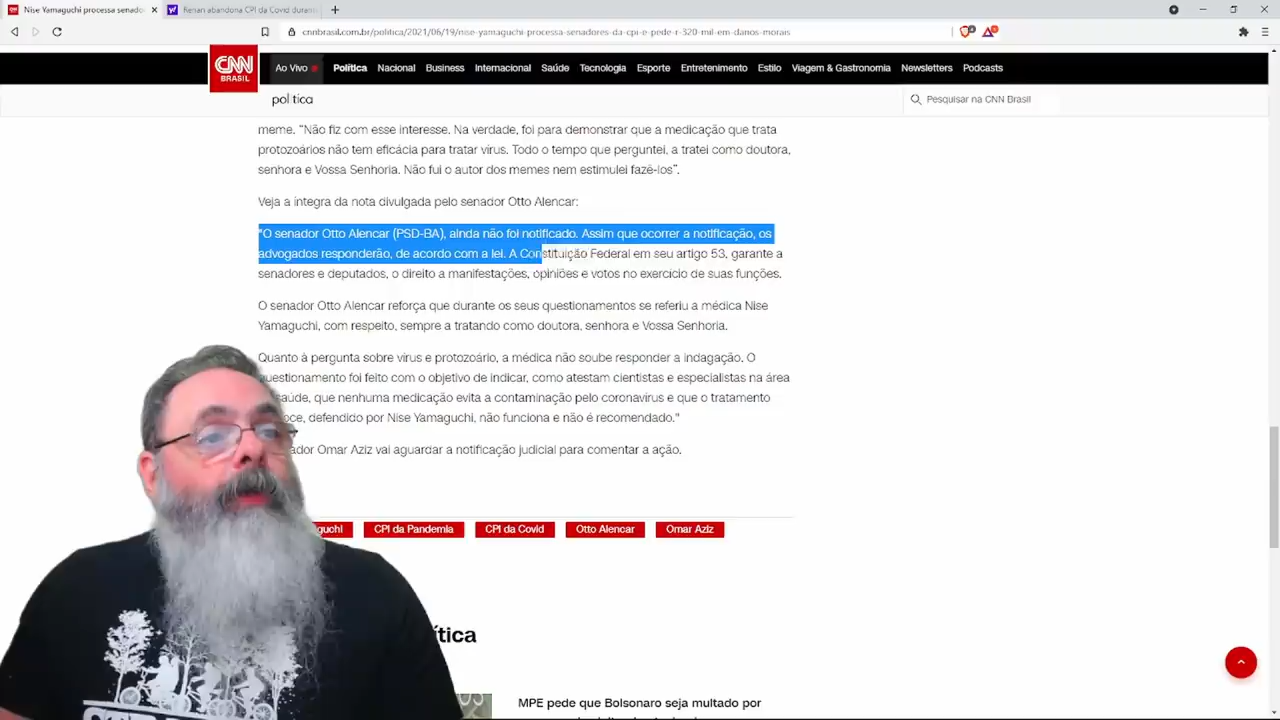 Nise Yamaguchi processa senado
Renan abandona CPI da Covid durant
cnnbrasil.com.br/politica/2021/06/19/nise-yamaguchi-processa-senadores-da-cpi-e-pede-r-320-mil-em-danos-morais
CNN BRASIL
Ao Vivo Política Nacional Business Internacional Saúde Tecnologia Esporte Entretenimento Estilo Viagem & Gastronomia Newsletters Podcasts
política
Pesquisar na CNN Brasil
meme. "Não fiz com esse interesse. Na verdade, foi para demonstrar que a medicação que trata
protozoários não tem eficácia para tratar vírus. Todo o tempo que perguntei, a tratei como doutora,
senhora e Vossa Senhoria. Não fui o autor dos memes nem estimulei fazê-los".
Veja a íntegra da nota divulgada pelo senador Otto Alencar:
"O senador Otto Alencar (PSD-BA), ainda não foi notificado. Assim que ocorrer a notificação, os
advogados responderão, de acordo com a lei. A Constituição Federal em seu artigo 53, garante a
senadores e deputados, o direito a manifestações, opiniões e votos no exercício de suas funções.
O senador Otto Alencar reforça que durante os seus questionamentos se referiu a médica Nise
Yamaguchi, com respeito, sempre a tratando como doutora, senhora e Vossa Senhoria.
Quanto à pergunta sobre vírus e protozoário, a médica não soube responder a indagação. O
questionamento foi feito com o objetivo de indicar, como atestam cientistas e especialistas na área
saúde, que nenhuma medicação evita a contaminação pelo coronavírus e que o tratamento
oce, defendido por Nise Yamaguchi, não funciona e não é recomendado."
ador Omar Aziz vai aguardar a notificação judicial para comentar a ação.
guchi CPI da Pandemia CPI da Covid Otto Alencar Omar Aziz
ítica
MPE pede que Bolsonaro seja multado por